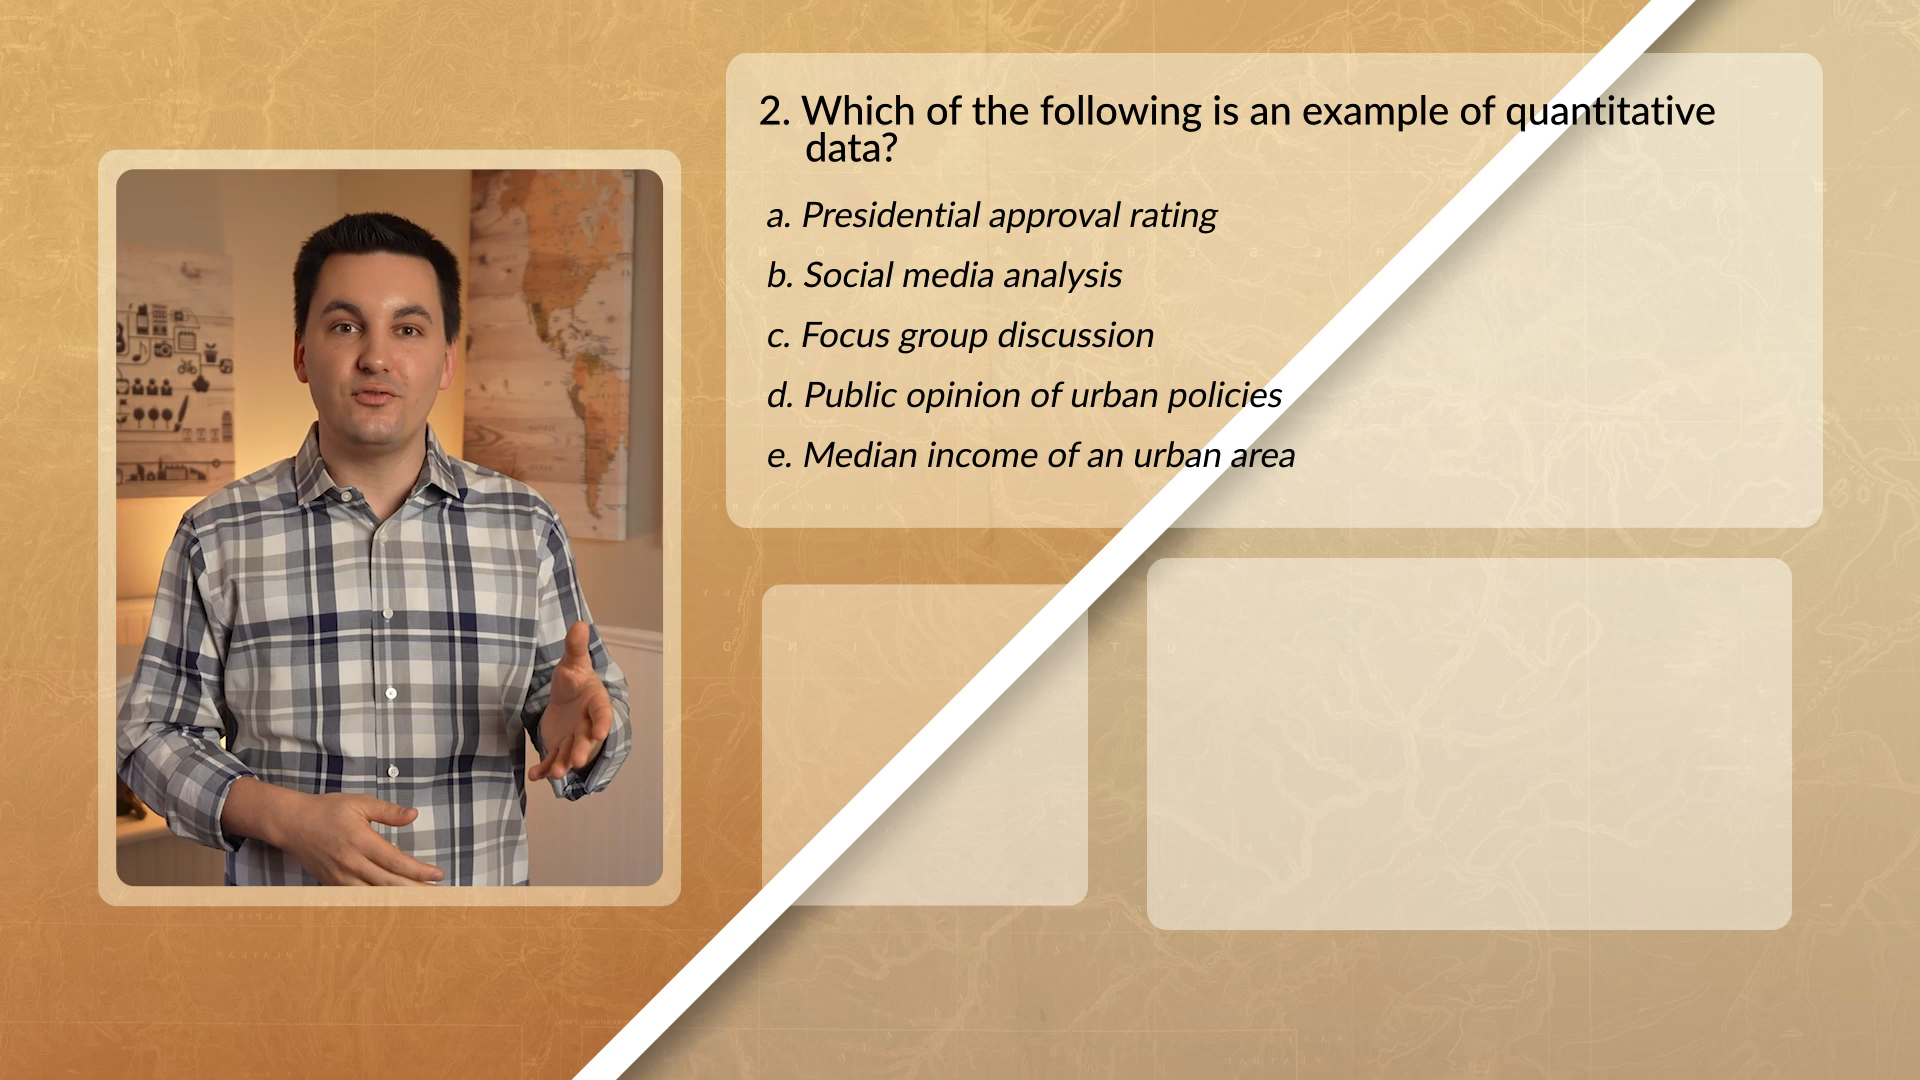 2. Which of the following is an example of quantitative
data?
a. Presidential approval rating
b. Social media analysis
c. Focus group discussion
d. Public opinion of urban policies
e. Median income of an urban area